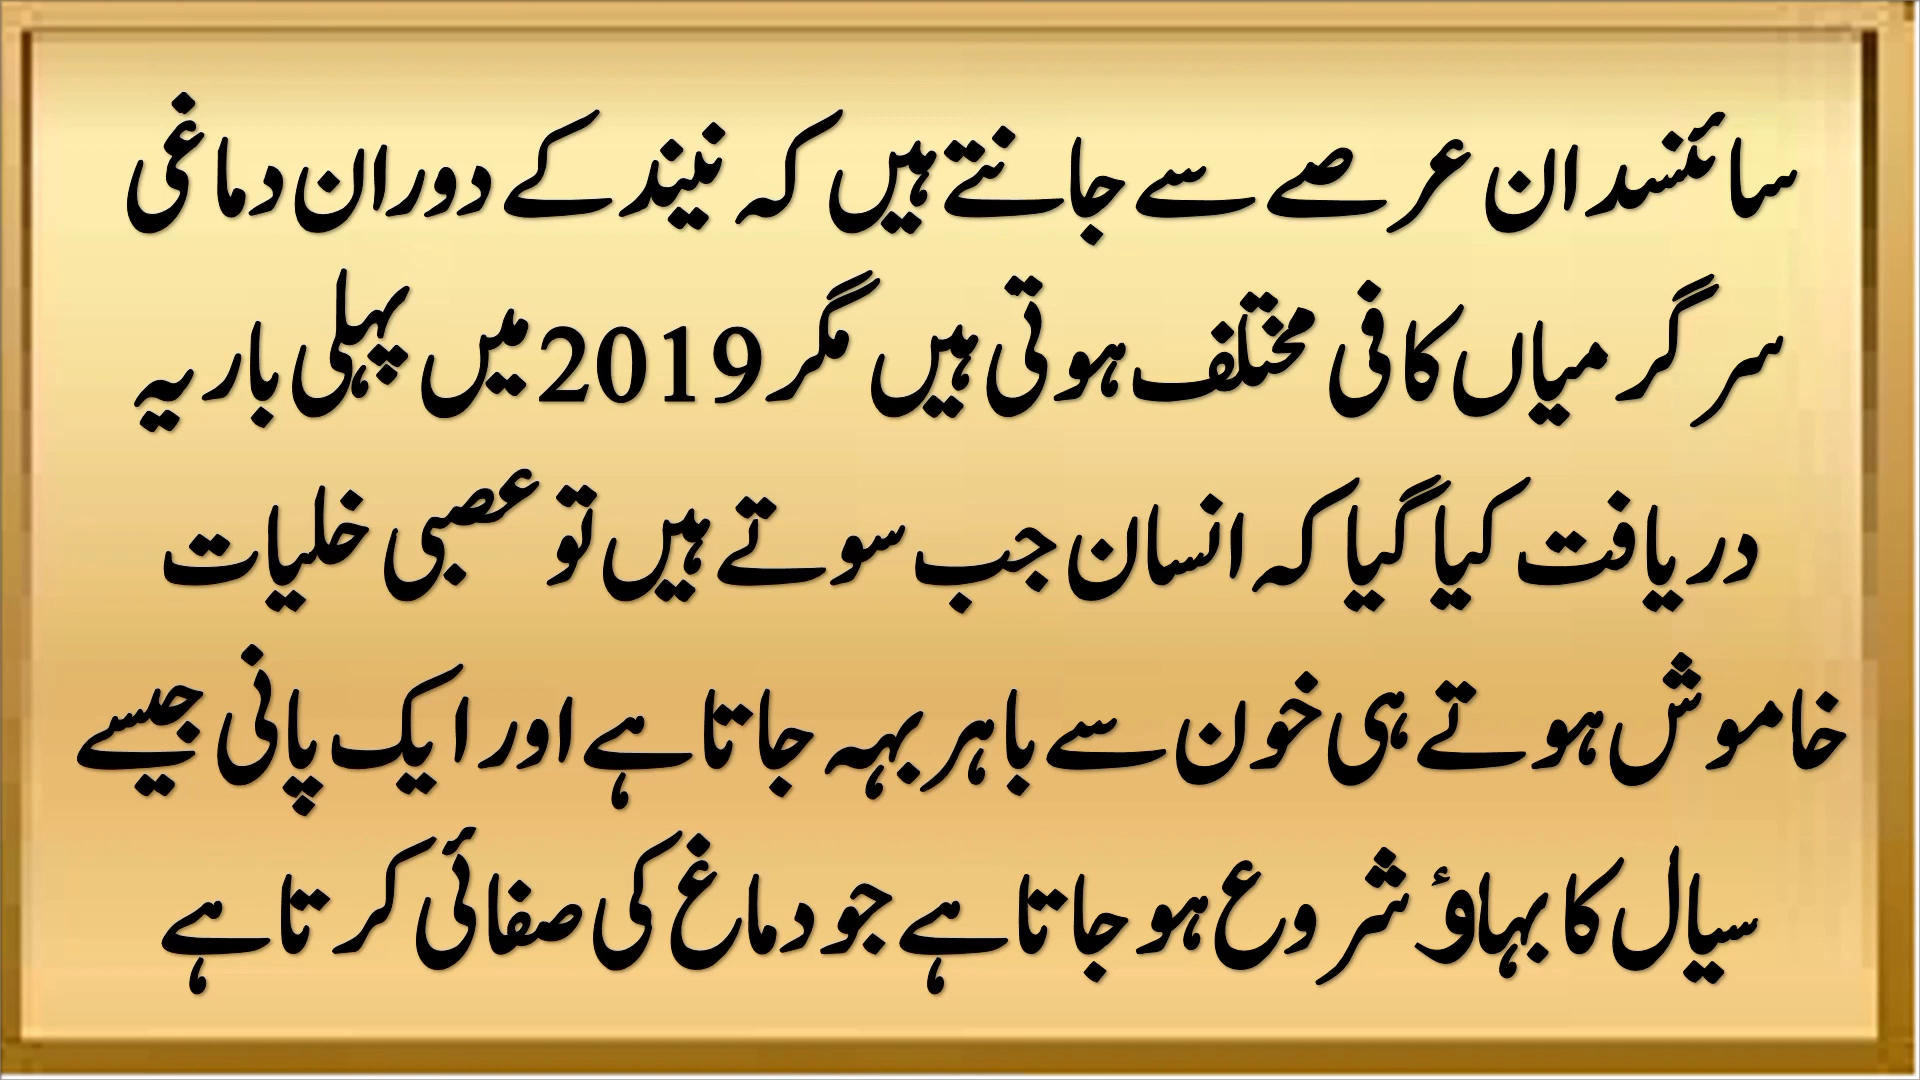 سائنسدان عرصے سے جانتے ہیں کہ نیند کے دوران دماغی
سرگرمیاں کافی مختلف ہوتی ہیں مگر 2019 میں پہلی بار یہ
دریافت کیا گیا کہ انسان جب سوتے ہیں تو عصبی خلیات
خاموش ہوتے ہی خون سے باہر بہہ جاتا ہے اور ایک پانی جیسے
سیال کا بہاؤ شروع ہو جاتا ہے جو دماغ کی صفائی کرتا ہے